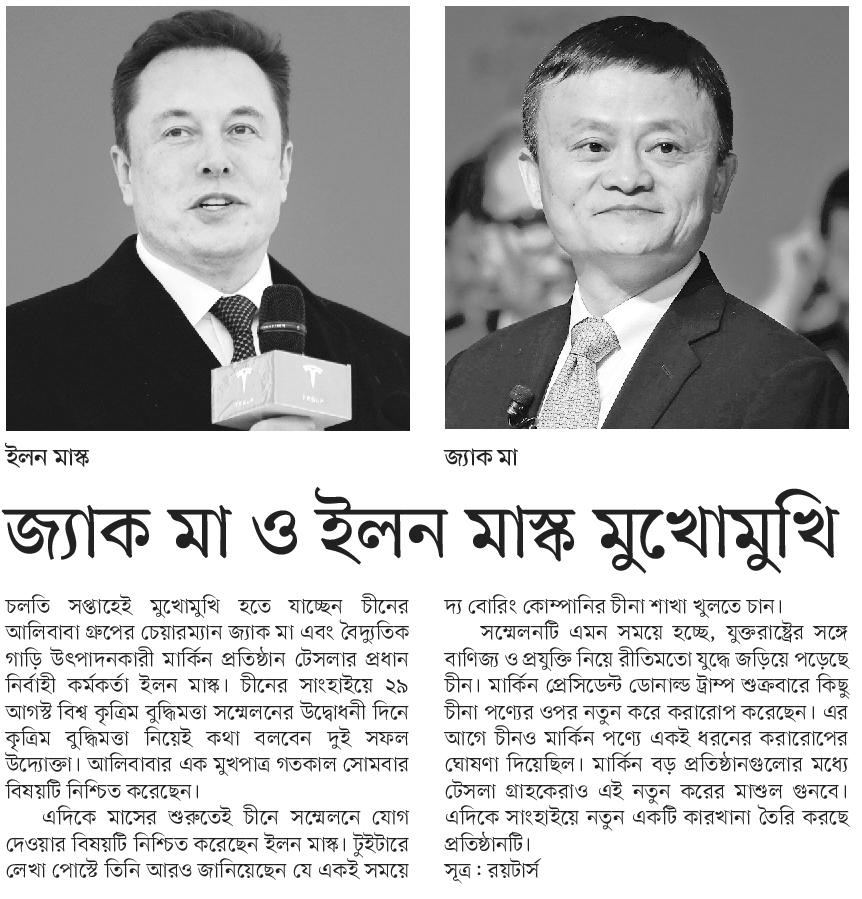 TESLA
ইলন মাস্ক
জ্যাক মা
জ্যাক মা ও ইলন মাস্ক মুখোমুখি
চলতি সপ্তাহেই মুখোমুখি হতে যাচ্ছেন চীনের
আলিবাবা গ্রুপের চেয়ারম্যান জ্যাক মা এবং বৈদ্যুতিক
গাড়ি উৎপাদনকারী মার্কিন প্রতিষ্ঠান টেসলার প্রধান
নির্বাহী কর্মকর্তা ইলন মাস্ক। চীনের সাংহাইয়ে ২৯
আগস্ট বিশ্ব কৃত্রিম বুদ্ধিমত্তা সম্মেলনের উদ্বোধনী দিনে
কৃত্রিম বুদ্ধিমত্তা নিয়েই কথা বলবেন দুই সফল
উদ্যোক্তা। আলিবাবার এক মুখপাত্র গতকাল সোমবার
বিষয়টি নিশ্চিত করেছেন।
এদিকে মাসের শুরুতেই চীনে সম্মেলনে যোগ
দেওয়ার বিষয়টি নিশ্চিত করেছেন ইলন মাস্ক। টুইটারে
লেখা পোস্টে তিনি আরও জানিয়েছেন যে একই সময়ে
দ্য বোরিং কোম্পানির চীনা শাখা খুলতে চান।
সম্মেলনটি এমন সময়ে হচ্ছে, যুক্তরাষ্ট্রের সঙ্গে
বাণিজ্য ও প্রযুক্তি নিয়ে রীতিমতো যুদ্ধে জড়িয়ে পড়েছে
চীন। মার্কিন প্রেসিডেন্ট ডোনাল্ড ট্রাম্প শুক্রবারে কিছু
চীনা পণ্যের ওপর নতুন করে করারোপ করেছেন। এর
আগে চীনও মার্কিন পণ্যে একই ধরনের করারোপের
ঘোষণা দিয়েছিল। মার্কিন বড় প্রতিষ্ঠানগুলোর মধ্যে
টেসলা গ্রাহকেরাও এই নতুন করের মাশুল গুনবে।
এদিকে সাংহাইয়ে নতুন একটি কারখানা তৈরি করছে
প্রতিষ্ঠানটি।
সূত্র : রয়টার্স